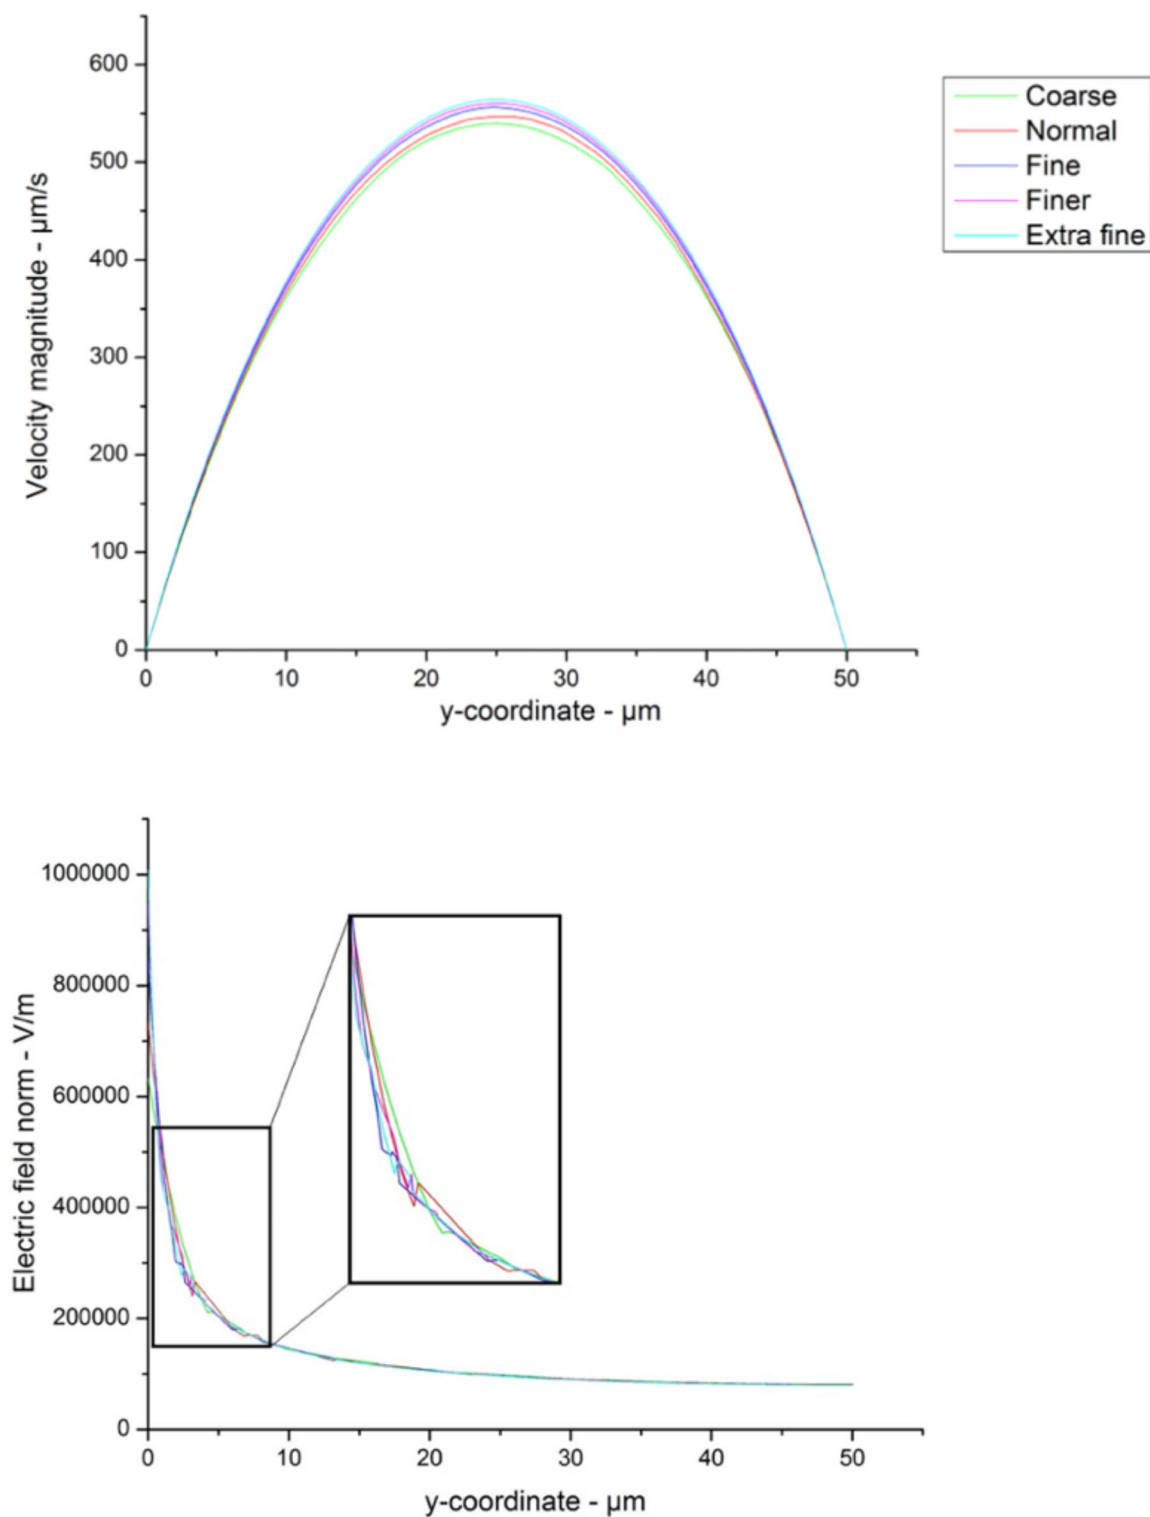 600
500
400
300
200
100
0
Velocity magnitude - µm/s
0 10 20 30 40 50
y-coordinate - µm
Coarse
Normal
Fine
Finer
Extra fine
1000000
800000
600000
400000
200000
0
Electric field norm - V/m
0 10 20 30 40 50
y-coordinate - µm